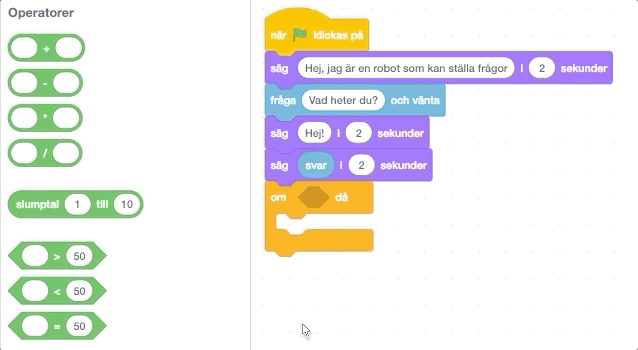 Operatorer
+
-
*
/
slumptal 1 till 10
> 50
< 50
= 50
när klickas på
säg Hej, jag är en robot som kan ställa frågor i 2 sekunder
fråga Vad heter du? och vänta
säg Hej! i 2 sekunder
säg svar i 2 sekunder
om då